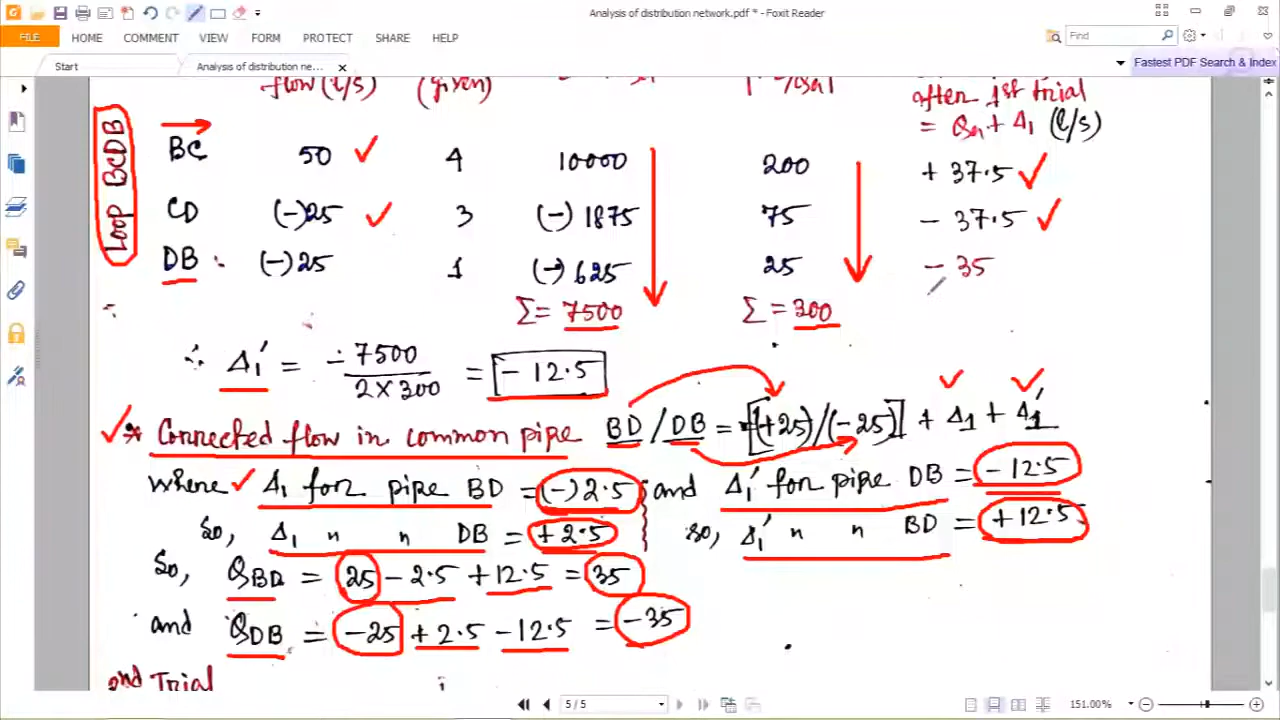 Analysis of distribution network.pdf * - Foxit Reader
FILE HOME COMMENT VIEW FORM PROTECT SHARE HELP
Find
Start Analysis of distribution ne...
Fastest PDF Search & Index
flow (l/s) (given)
after 1st trial
= Qa1 + Δ1 (l/s)
Loop BCDB
BC 50 4 10000 200 + 37.5
CD (-)25 3 (-) 1875 75 - 37.5
DB (-)25 1 (-) 625 25 - 35
Σ = 7500 Σ = 300
∴ Δ1' = -7500 / 2×300 = -12.5
* Corrected flow in common pipe BD/DB = [(+25)/(-25)] + Δ1 + Δ1'
where Δ1 for pipe BD = (-)2.5 and Δ1' for pipe DB = -12.5
So, Δ1 " " DB = +2.5 so, Δ1' " " BD = +12.5
So, QBD = 25 - 2.5 + 12.5 = 35
and QDB = -25 + 2.5 - 12.5 = -35
2nd Trial
5 / 5
151.00%